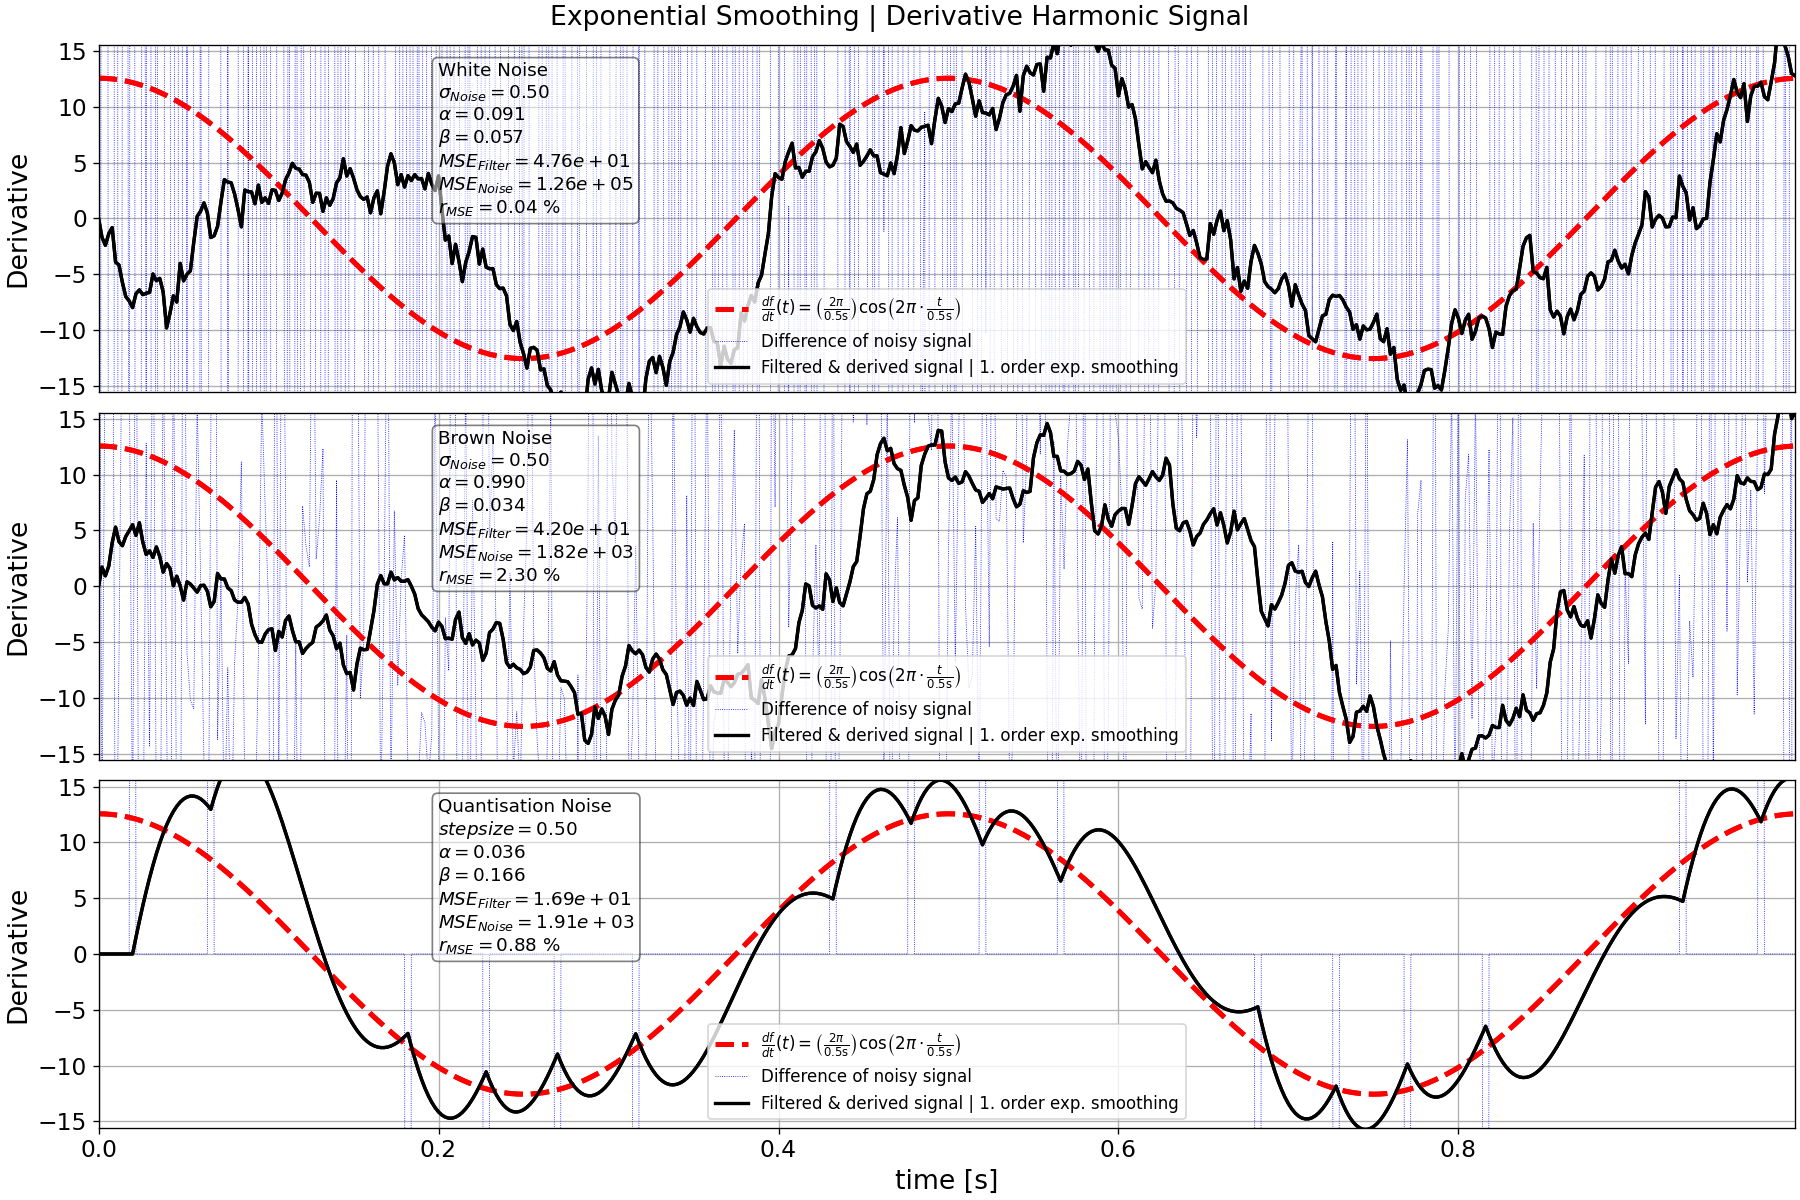 Exponential Smoothing | Derivative Harmonic Signal
Derivative
15
10
5
0
−5
−10
−15
White Noise
σ_Noise = 0.50
α = 0.091
β = 0.057
MSE_Filter = 4.76e + 01
MSE_Noise = 1.26e + 05
r_MSE = 0.04 %
df/dt (t) = (2π/0.5s) cos(2π · t/0.5s)
Difference of noisy signal
Filtered & derived signal | 1. order exp. smoothing
Derivative
15
10
5
0
−5
−10
−15
Brown Noise
σ_Noise = 0.50
α = 0.990
β = 0.034
MSE_Filter = 4.20e + 01
MSE_Noise = 1.82e + 03
r_MSE = 2.30 %
df/dt (t) = (2π/0.5s) cos(2π · t/0.5s)
Difference of noisy signal
Filtered & derived signal | 1. order exp. smoothing
Derivative
15
10
5
0
−5
−10
−15
Quantisation Noise
stepsize = 0.50
α = 0.036
β = 0.166
MSE_Filter = 1.69e + 01
MSE_Noise = 1.91e + 03
r_MSE = 0.88 %
df/dt (t) = (2π/0.5s) cos(2π · t/0.5s)
Difference of noisy signal
Filtered & derived signal | 1. order exp. smoothing
0.0 0.2 0.4 0.6 0.8
time [s]